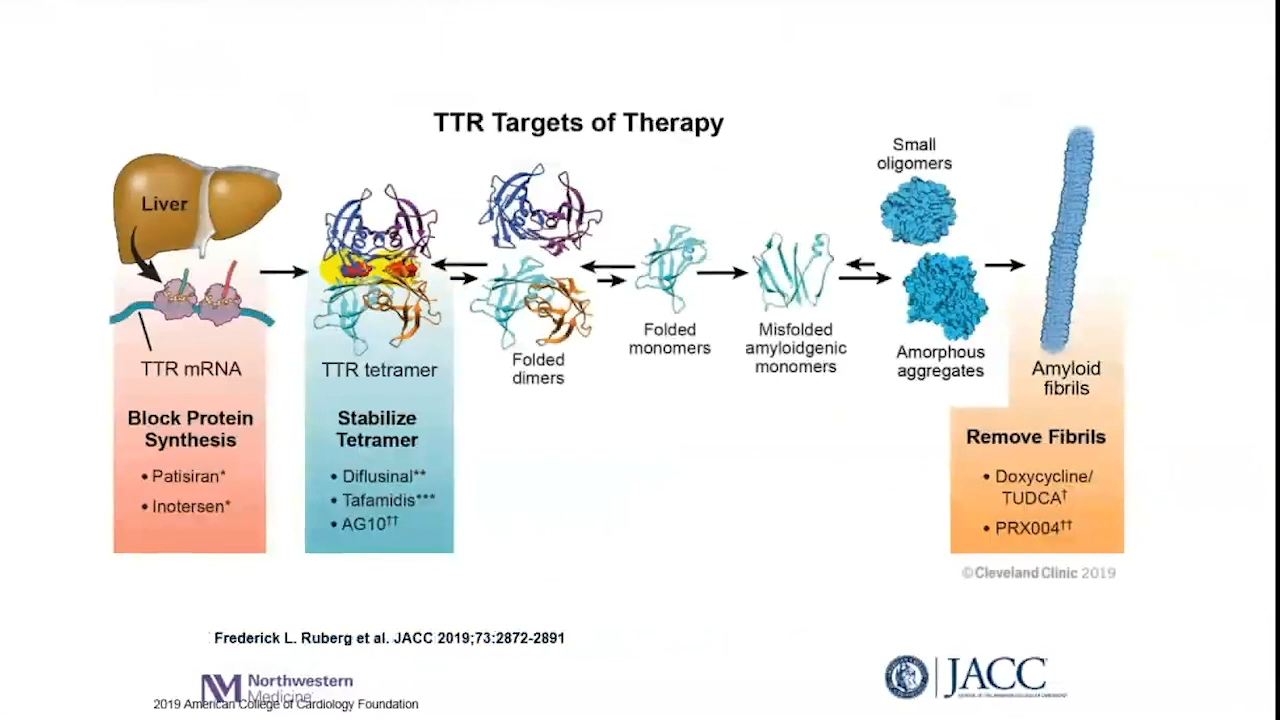 TTR Targets of Therapy
Liver
TTR mRNA
Block Protein
Synthesis
• Patisiran*
• Inotersen*
TTR tetramer
Stabilize
Tetramer
• Diflusinal**
• Tafamidis***
• AG10††
Folded
dimers
Folded
monomers
Misfolded
amyloidgenic
monomers
Small
oligomers
Amorphous
aggregates
Amyloid
fibrils
Remove Fibrils
• Doxycycline/
TUDCA†
• PRX004††
©Cleveland Clinic 2019
Frederick L. Ruberg et al. JACC 2019;73:2872-2891
NM Northwestern
Medicine
2019 American College of Cardiology Foundation
JACC